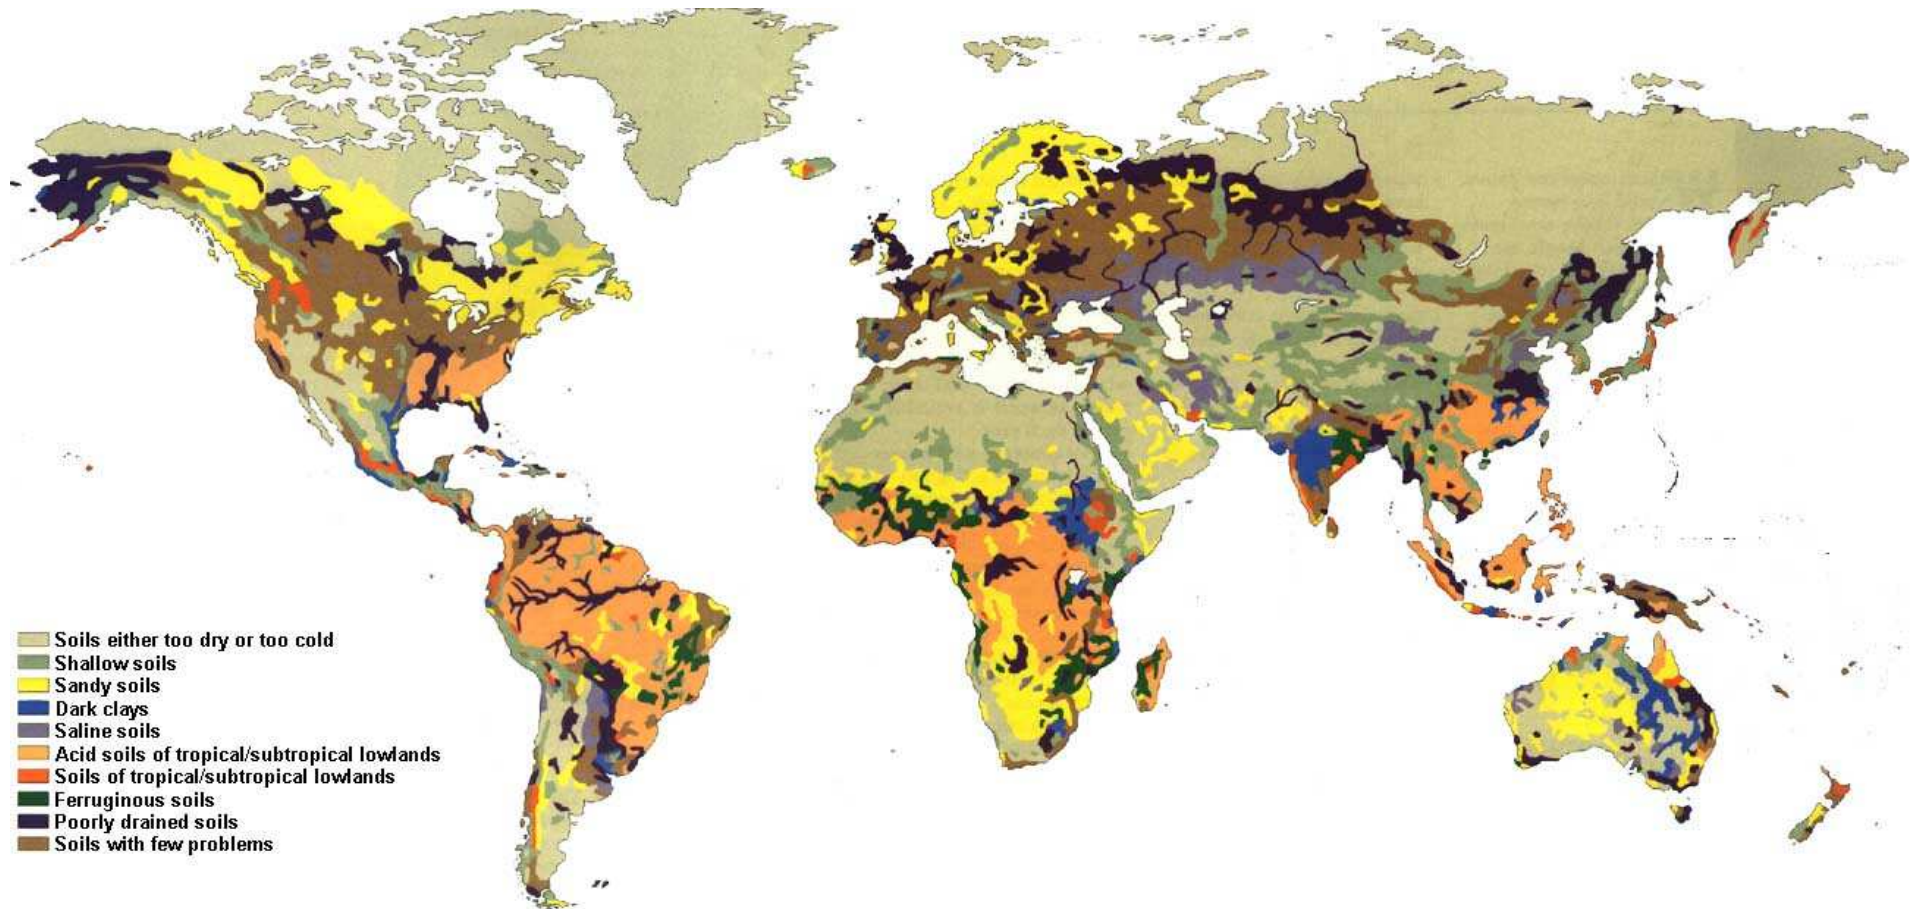 Soils either too dry or too cold
Shallow soils
Sandy soils
Dark clays
Saline soils
Acid soils of tropical/subtropical lowlands
Soils of tropical/subtropical lowlands
Ferruginous soils
Poorly drained soils
Soils with few problems